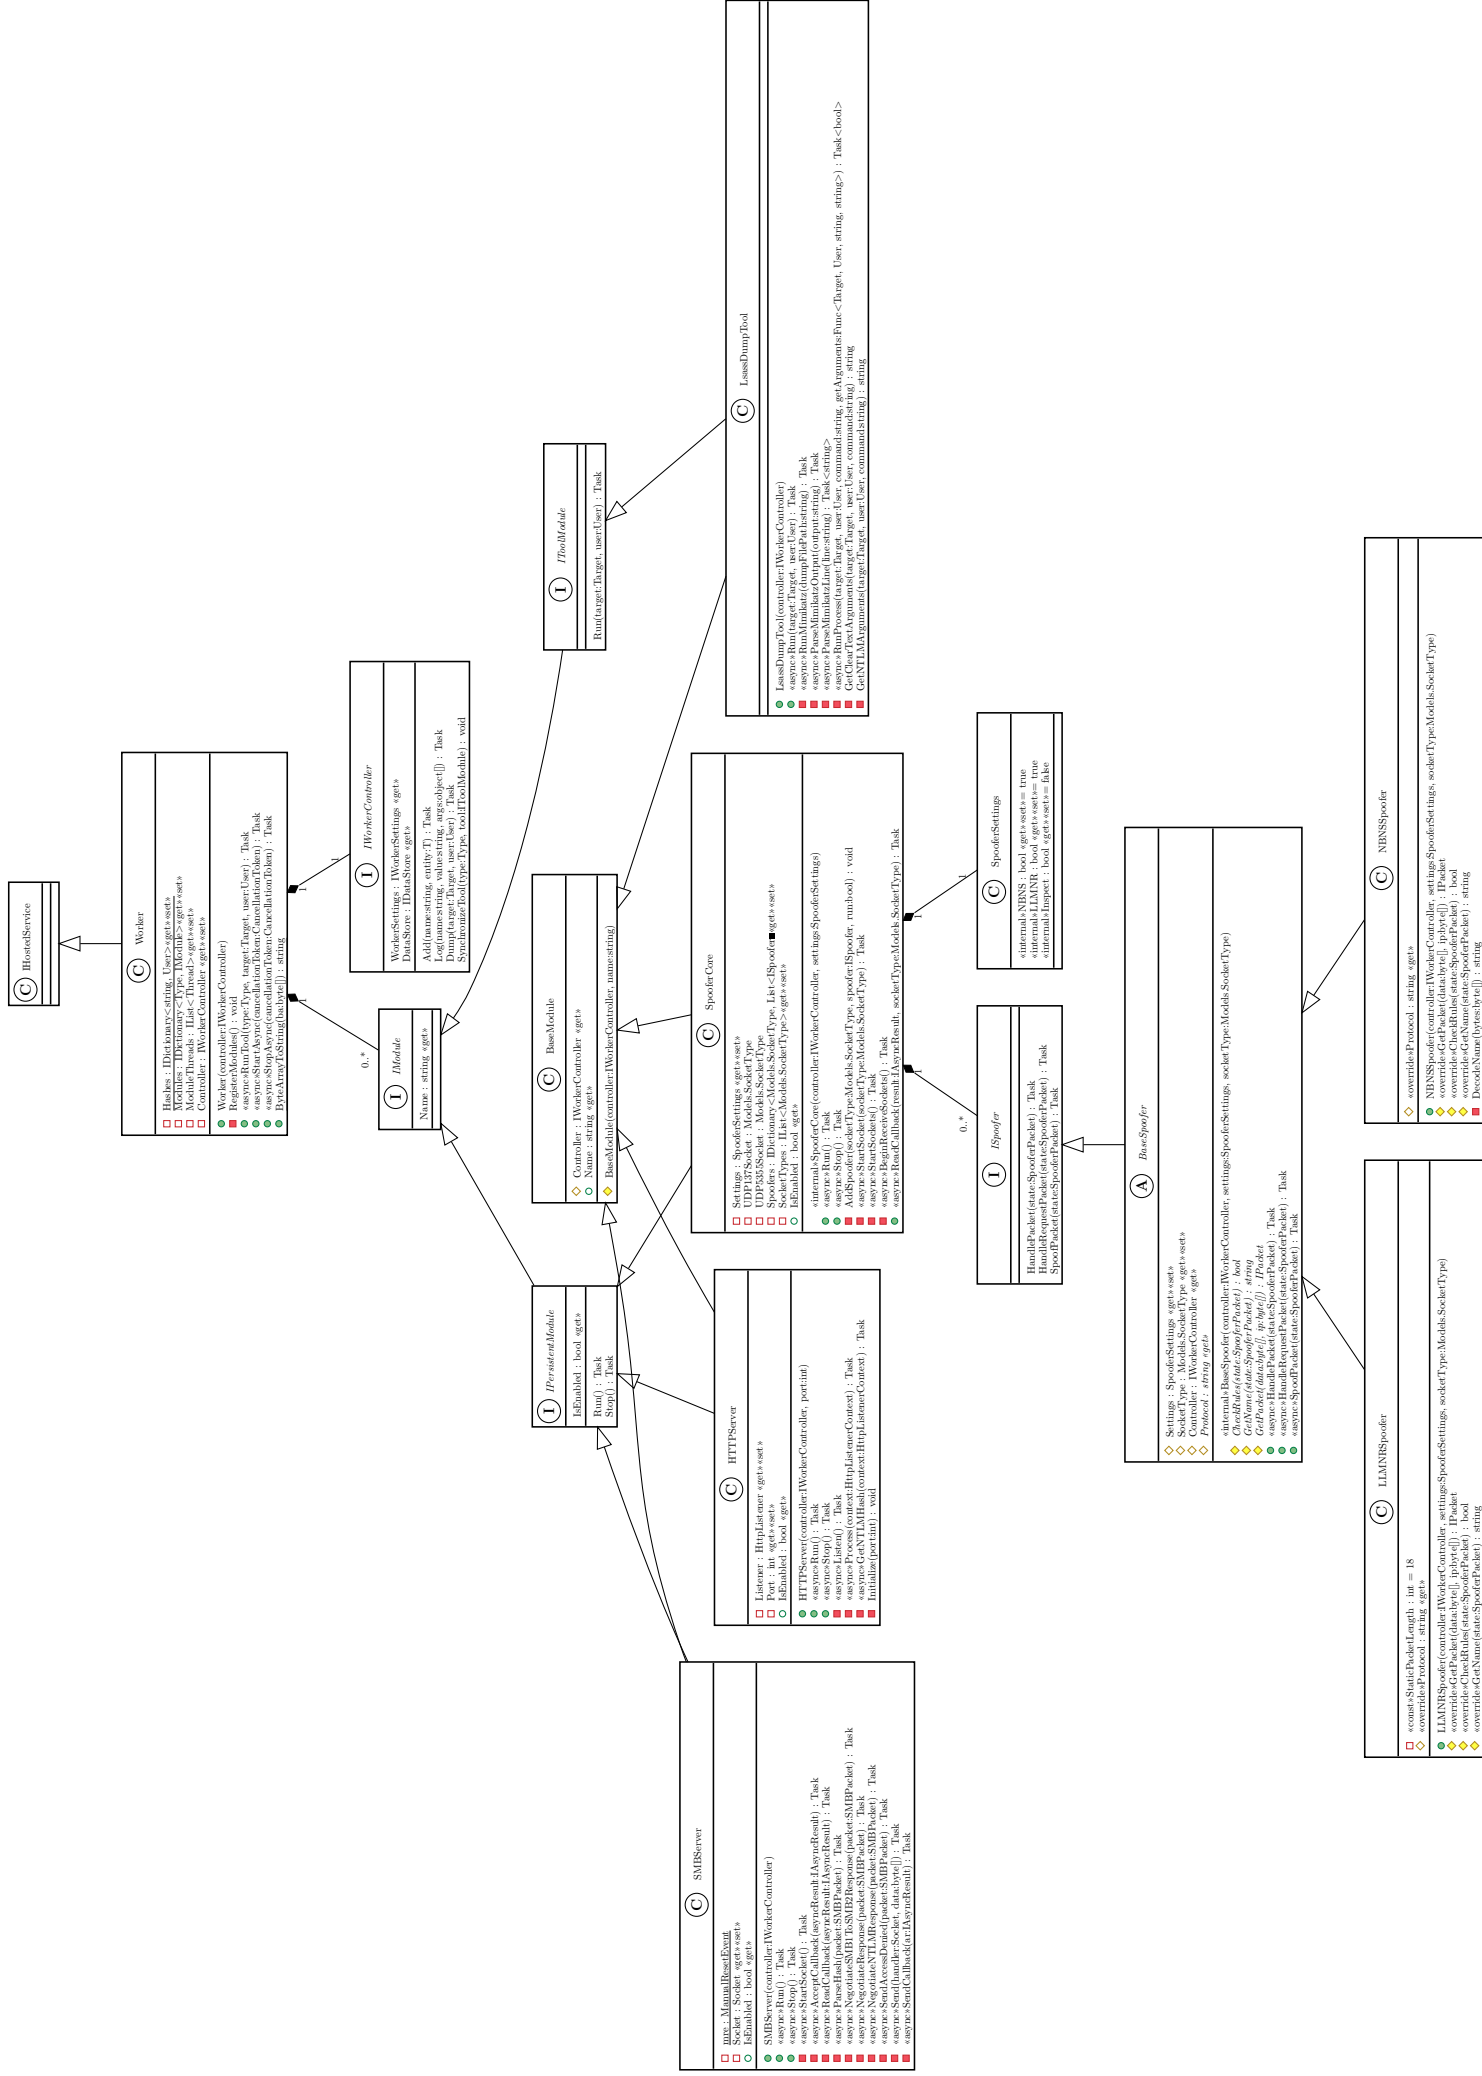 C IHostedService
C Worker
Hashes : IDictionary<string, User> «get» «set»
Modules : IDictionary<Type, IModule> «get» «set»
ModuleThreads : IList<Thread> «get» «set»
Controller : IWorkerController «get» «set»
Worker(controller:IWorkerController)
RegisterModules() : void
«async»RunTool(type:Type, target:Target, user:User) : Task
«async»StartAsync(cancellationToken:CancellationToken) : Task
«async»StopAsync(cancellationToken:CancellationToken) : Task
ByteArrayToString(ba:byte[]) : string
1
1
0..*
1
I IWorkerController
WorkerSettings : IWorkerSettings «get»
DataStore : IDataStore «get»
Add(name:string, entity:T) : Task
Log(name:string, value:string, args:object[]) : Task
Dump(target:Target, user:User) : Task
SynchronizeTool(type:Type, tool:IToolModule) : void
I IModule
Name : string «get»
I IToolModule
Run(target:Target, user:User) : Task
I IPersistentModule
IsEnabled : bool «get»
Run() : Task
Stop() : Task
C BaseModule
Controller : IWorkerController «get»
Name : string «get»
BaseModule(controller:IWorkerController, name:string)
C SMBServer
mre : ManualResetEvent
Socket : Socket «get» «set»
IsEnabled : bool «get»
SMBServer(controller:IWorkerController)
«async»Run() : Task
«async»Stop() : Task
«async»StartSocket() : Task
«async»AcceptCallback(asyncResult:IAsyncResult) : Task
«async»ReadCallback(asyncResult:IAsyncResult) : Task
«async»ParseHash(packet:SMBPacket) : Task
«async»NegotiateSMB1ToSMB2Response(packet:SMBPacket) : Task
«async»NegotiateResponse(packet:SMBPacket) : Task
«async»NegotiateNTLMResponse(packet:SMBPacket) : Task
«async»SendAccessDenied(packet:SMBPacket) : Task
«async»Send(handler:Socket, data:byte[]) : Task
«async»SendCallback(ar:IAsyncResult) : Task
C HTTPServer
Listener : HttpListener «get» «set»
Port : int «get» «set»
IsEnabled : bool «get»
HTTPServer(controller:IWorkerController, port:int)
«async»Run() : Task
«async»Stop() : Task
«async»Listen() : Task
«async»Process(context:HttpListenerContext) : Task
«async»GetNTLMHash(context:HttpListenerContext) : Task
Initialize(port:int) : void
C SpooferCore
Settings : SpooferSettings «get» «set»
UDP137Socket : Models.SocketType
UDP5355Socket : Models.SocketType
Spoofers : IDictionary<Models.SocketType, List<ISpoofer «get» «set»
SocketTypes : IList<Models.SocketType> «get» «set»
IsEnabled : bool «get»
«internal»SpooferCore(controller:IWorkerController, settings:SpooferSettings)
«async»Run() : Task
«async»Stop() : Task
AddSpoofer(socketType:Models.SocketType, spoofer:ISpoofer, run:bool) : void
«async»StartSocket(socketType:Models.SocketType) : Task
«async»StartSockets() : Task
«async»BeginReceiveSockets() : Task
«async»ReadCallback(result:IAsyncResult, socketType:Models.SocketType) : Task
C LsassDumpTool
LsassDumpTool(controller:IWorkerController)
«async»Run(target:Target, user:User) : Task
«async»RunMimikatz(dumpFilePath:string) : Task
«async»ParseMimikatzOutput(output:string) : Task
«async»ParseMimikatzLine(line:string) : Task<string>
«async»RunProcess(target:Target, user:User, command:string, getArguments:Func<Target, User, string, string>) : Task<bool>
GetClearTextArguments(target:Target, user:User, command:string) : string
GetNTLMArguments(target:Target, user:User, command:string) : string
1
1
0..*
1
I ISpoofer
HandlePacket(state:SpooferPacket) : Task
HandleRequestPacket(state:SpooferPacket) : Task
SpoofPacket(state:SpooferPacket) : Task
C SpooferSettings
«internal»NBNS : bool «get» «set»= true
«internal»LLMNR : bool «get» «set»= true
«internal»Inspect : bool «get» «set»= false
A BaseSpoofer
Settings : SpooferSettings «get» «set»
SocketType : Models.SocketType «get» «set»
Controller : IWorkerController «get»
Protocol : string «get»
«internal»BaseSpoofer(controller:IWorkerController, settings:SpooferSettings, socketType:Models.SocketType)
CheckRules(state:SpooferPacket) : bool
GetName(state:SpooferPacket) : string
GetPacket(data:byte[], ip:byte[]) : IPacket
«async»HandlePacket(state:SpooferPacket) : Task
«async»HandleRequestPacket(state:SpooferPacket) : Task
«async»SpoofPacket(state:SpooferPacket) : Task
C LLMNRSpoofer
«const»StaticPacketLength : int = 18
«override»Protocol : string «get»
LLMNRSpoofer(controller:IWorkerController, settings:SpooferSettings, socketType:Models.SocketType)
«override»GetPacket(data:byte[], ip:byte[]) : IPacket
«override»CheckRules(state:SpooferPacket) : bool
«override»GetName(state:SpooferPacket) : string
C NBNSSpoofer
«override»Protocol : string «get»
NBNSSpoofer(controller:IWorkerController, settings:SpooferSettings, socketType:Models.SocketType)
«override»GetPacket(data:byte[], ip:byte[]) : IPacket
«override»CheckRules(state:SpooferPacket) : bool
«override»GetName(state:SpooferPacket) : string
DecodeName(bytes:byte[]) : string